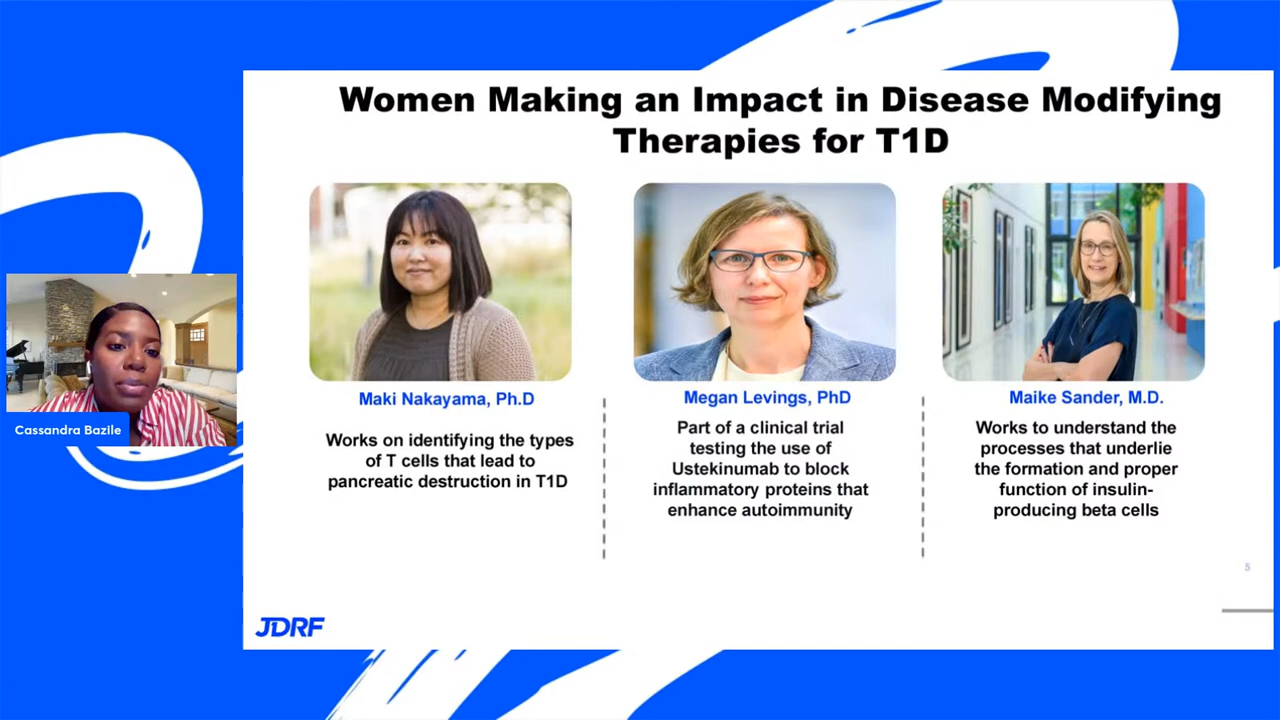 Women Making an Impact in Disease Modifying
Therapies for T1D
Cassandra Bazile
Maki Nakayama, Ph.D
Works on identifying the types
of T cells that lead to
pancreatic destruction in T1D
Megan Levings, PhD
Part of a clinical trial
testing the use of
Ustekinumab to block
inflammatory proteins that
enhance autoimmunity
Maike Sander, M.D.
Works to understand the
processes that underlie
the formation and proper
function of insulin-
producing beta cells
5
JDRF